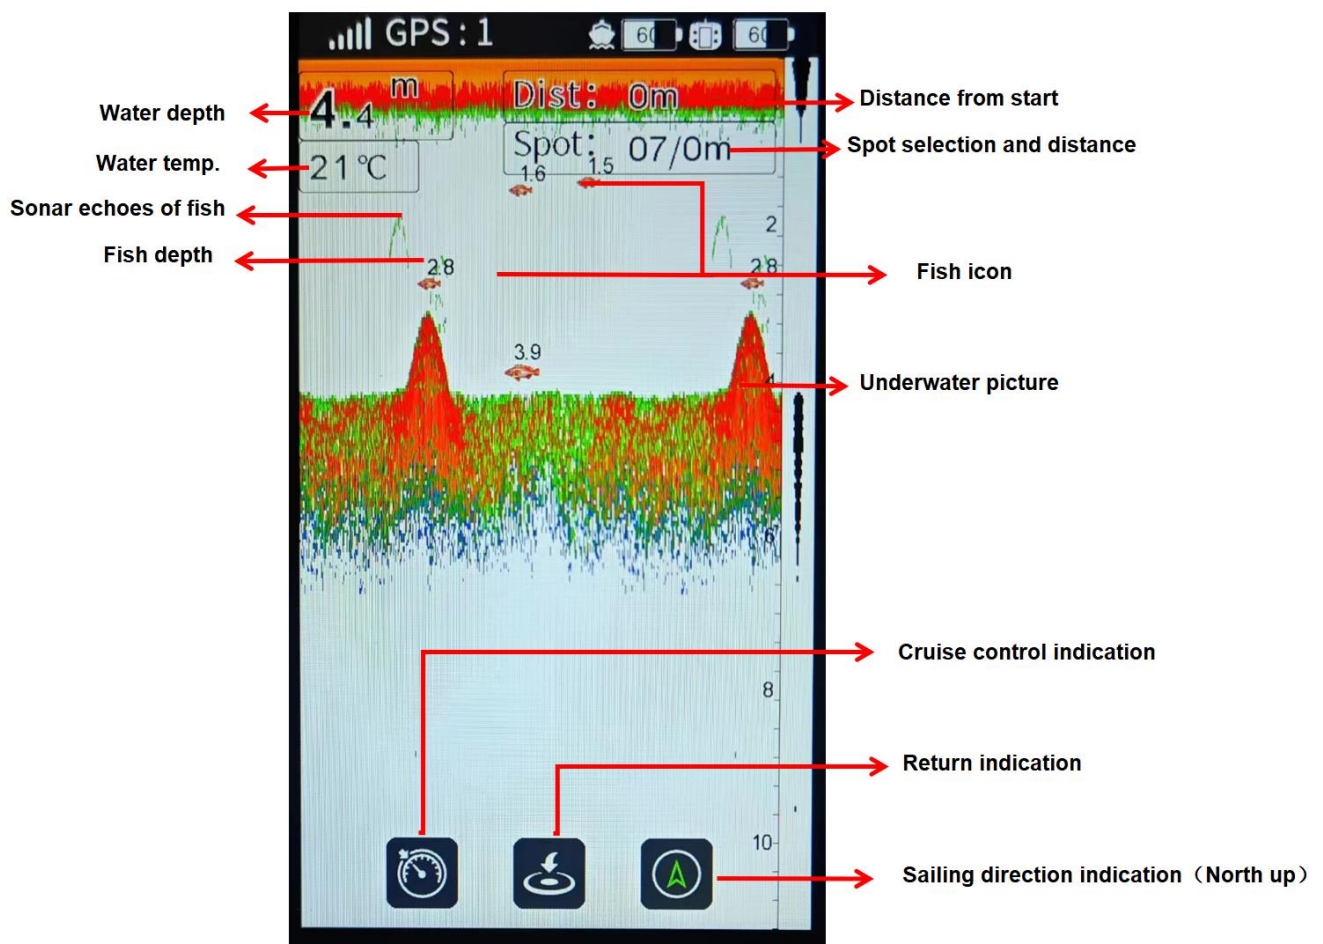 GPS : 1
60
60
4.4 m
Dist: 0m
Spot: 07/0m
21℃
1.6
1.5
2
2.8
2.8
3.9
4
6
8
10
Water depth
Water temp.
Sonar echoes of fish
Fish depth
Distance from start
Spot selection and distance
Fish icon
Underwater picture
Cruise control indication
Return indication
Sailing direction indication（North up）